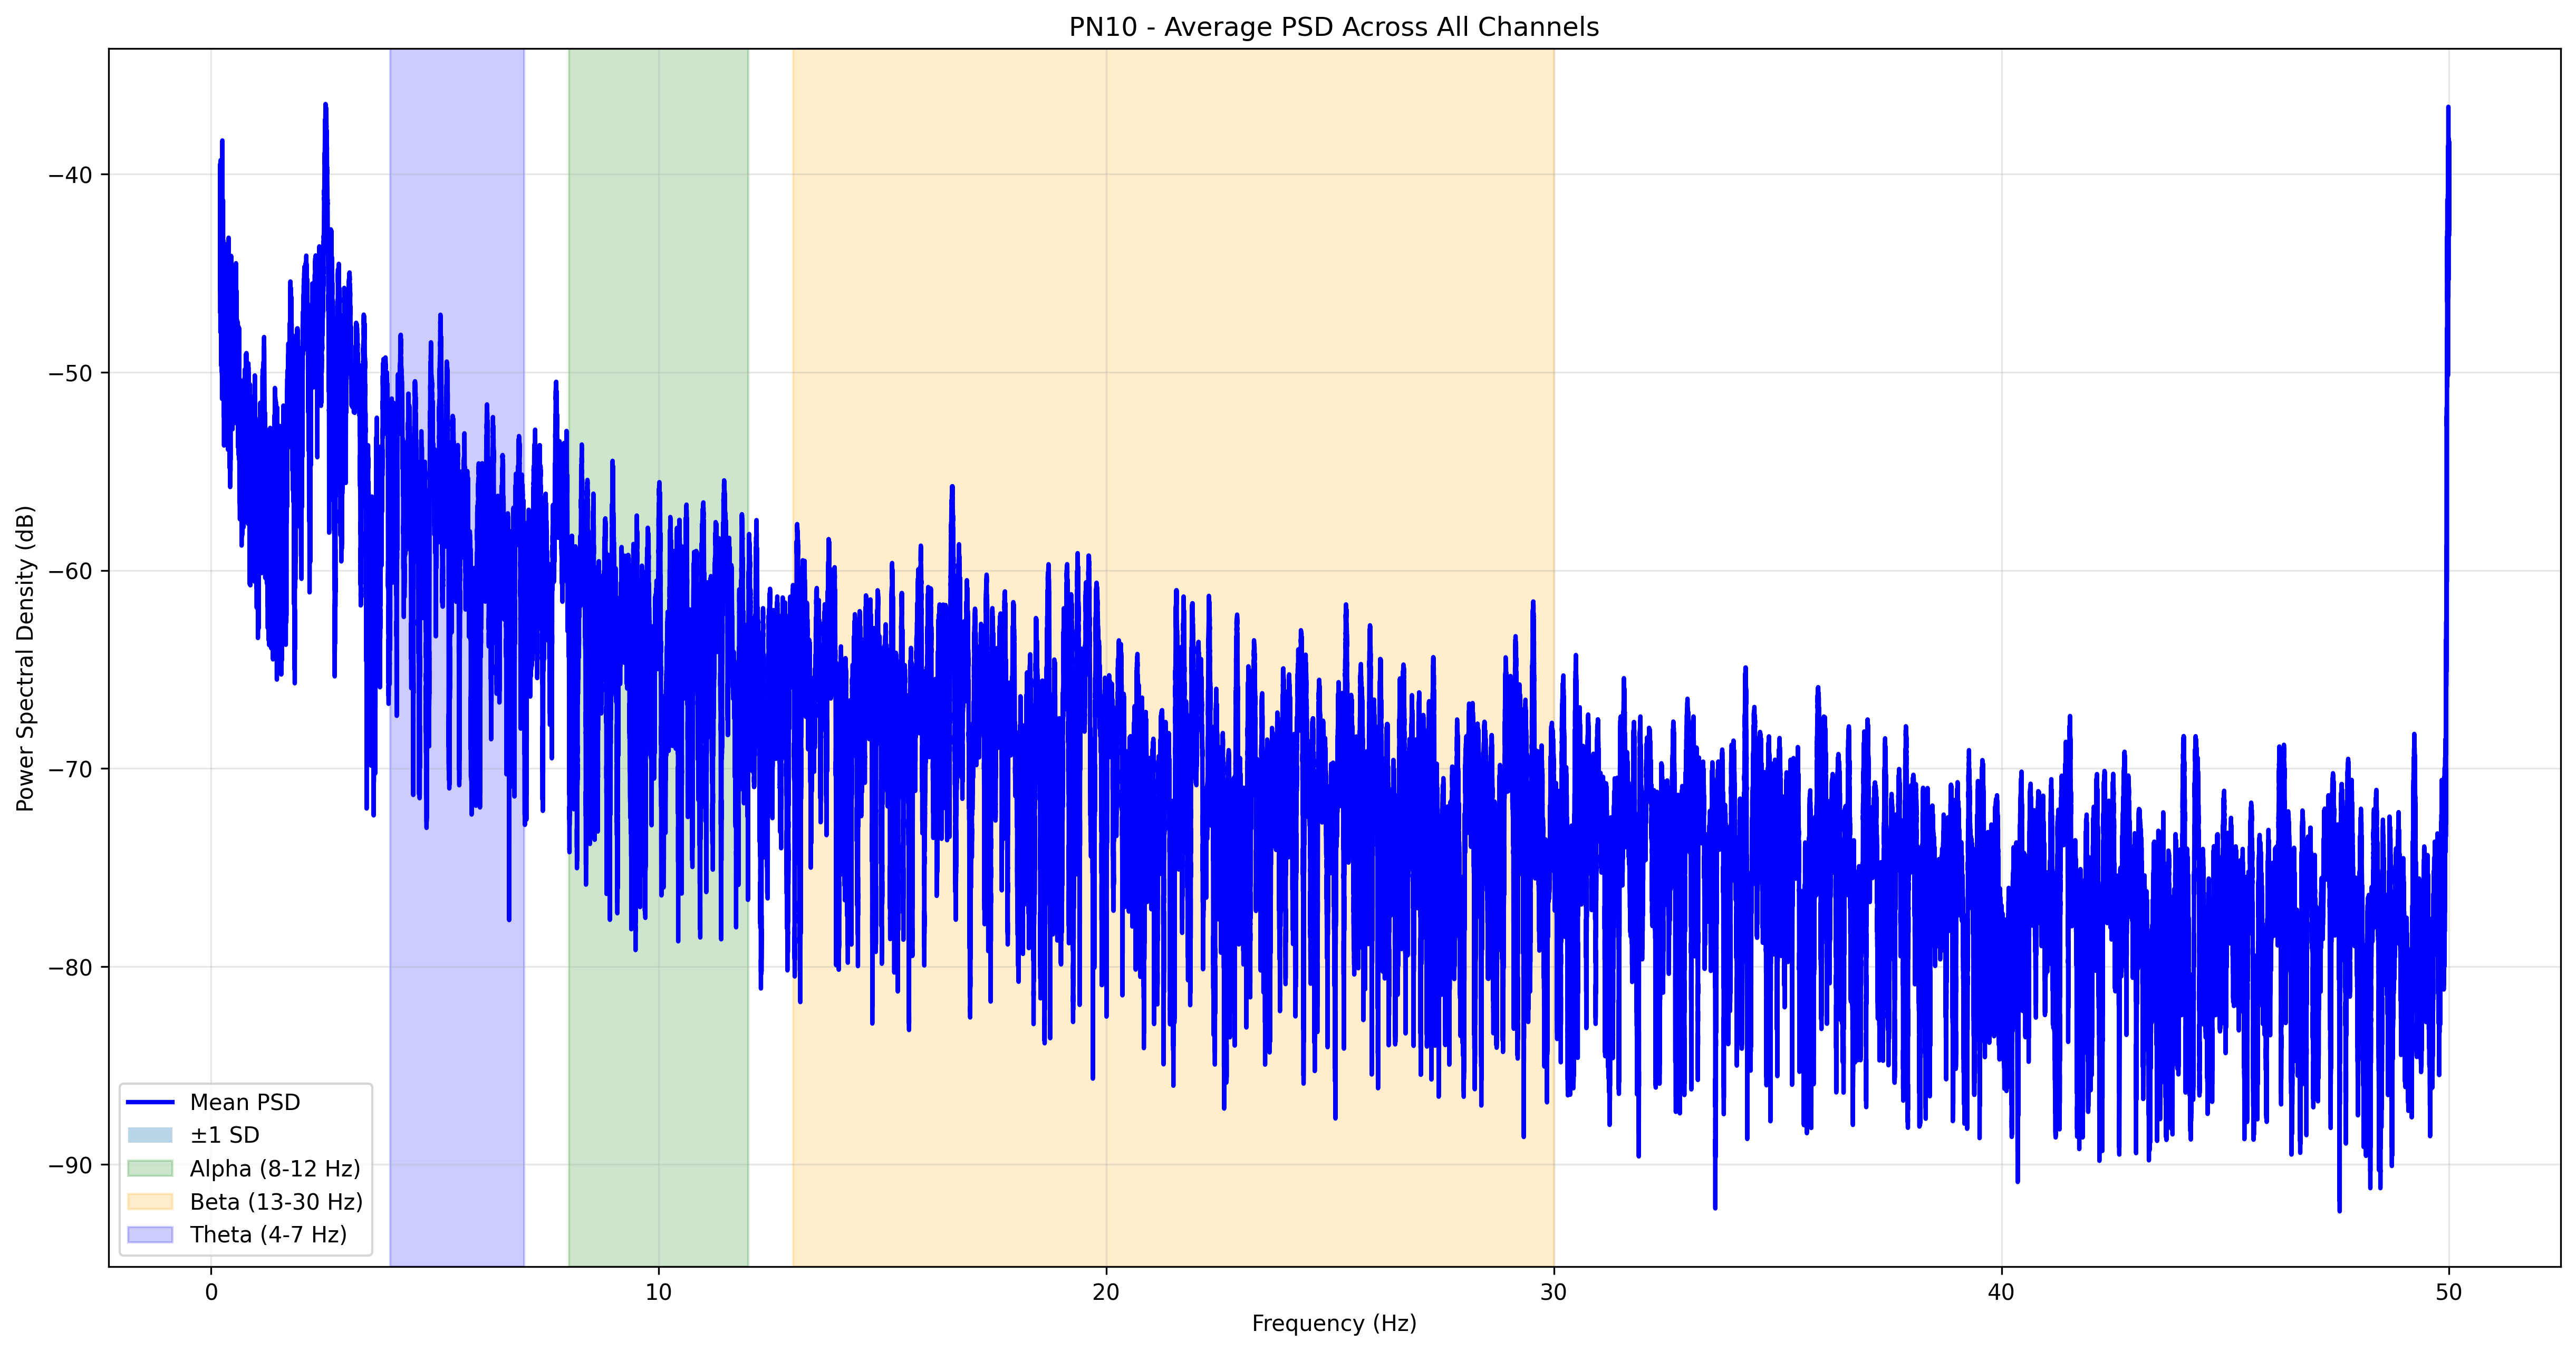 PN10 - Average PSD Across All Channels
Power Spectral Density (dB)
−40
−50
−60
−70
−80
−90
Mean PSD
±1 SD
Alpha (8-12 Hz)
Beta (13-30 Hz)
Theta (4-7 Hz)
0 10 20 30 40 50
Frequency (Hz)